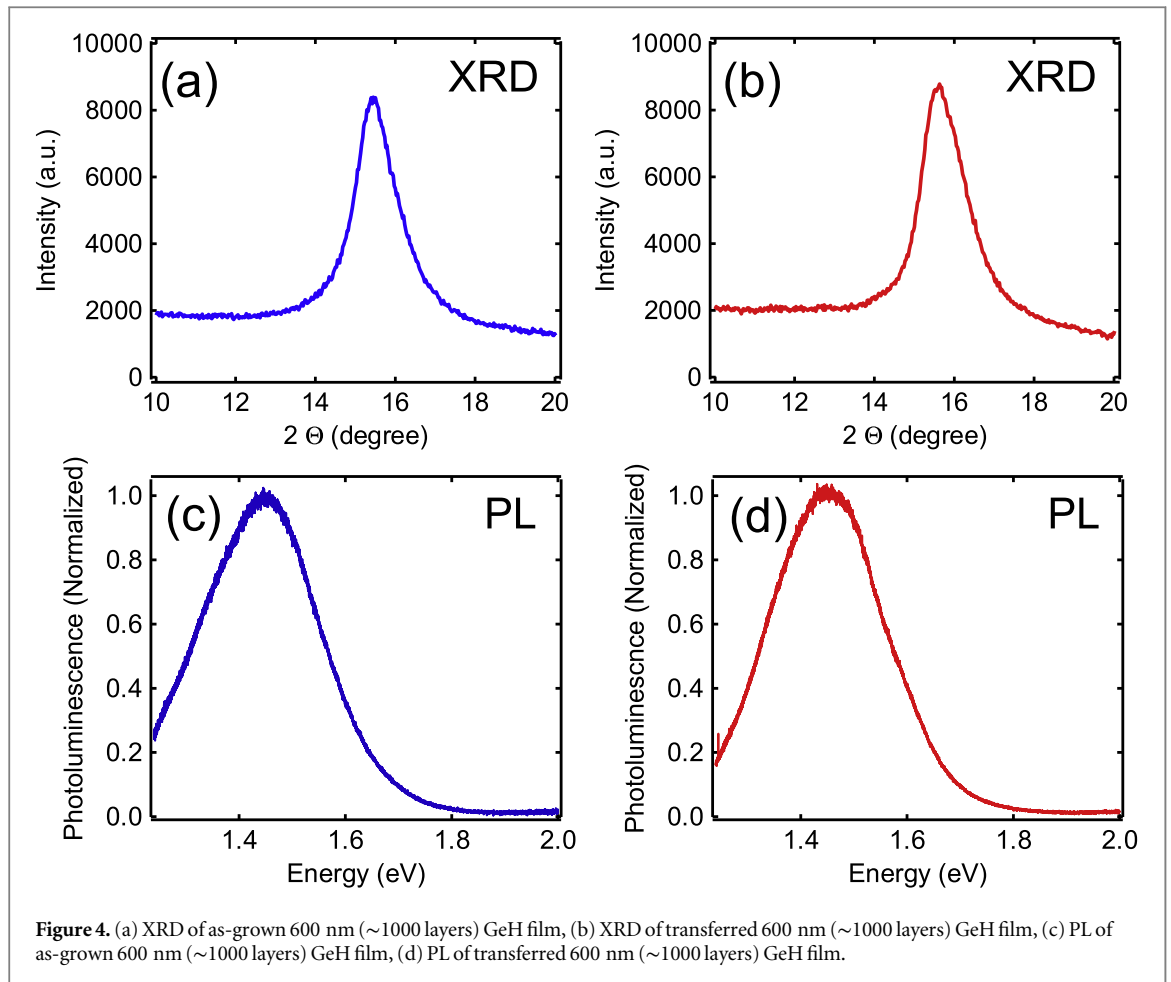 (a) XRD
Intensity (a.u.)
10000
8000
6000
4000
2000
0
10 12 14 16 18 20
2 Θ (degree)
(b) XRD
Intensity (a.u.)
10000
8000
6000
4000
2000
0
10 12 14 16 18 20
2 Θ (degree)
(c) PL
Photoluminescence (Normalized)
1.0
0.8
0.6
0.4
0.2
0.0
1.4 1.6 1.8 2.0
Energy (eV)
(d) PL
Photoluminescnce (Normalized)
1.0
0.8
0.6
0.4
0.2
0.0
1.4 1.6 1.8 2.0
Energy (eV)
Figure 4. (a) XRD of as-grown 600 nm (∼1000 layers) GeH film, (b) XRD of transferred 600 nm (∼1000 layers) GeH film, (c) PL of
as-grown 600 nm (∼1000 layers) GeH film, (d) PL of transferred 600 nm (∼1000 layers) GeH film.